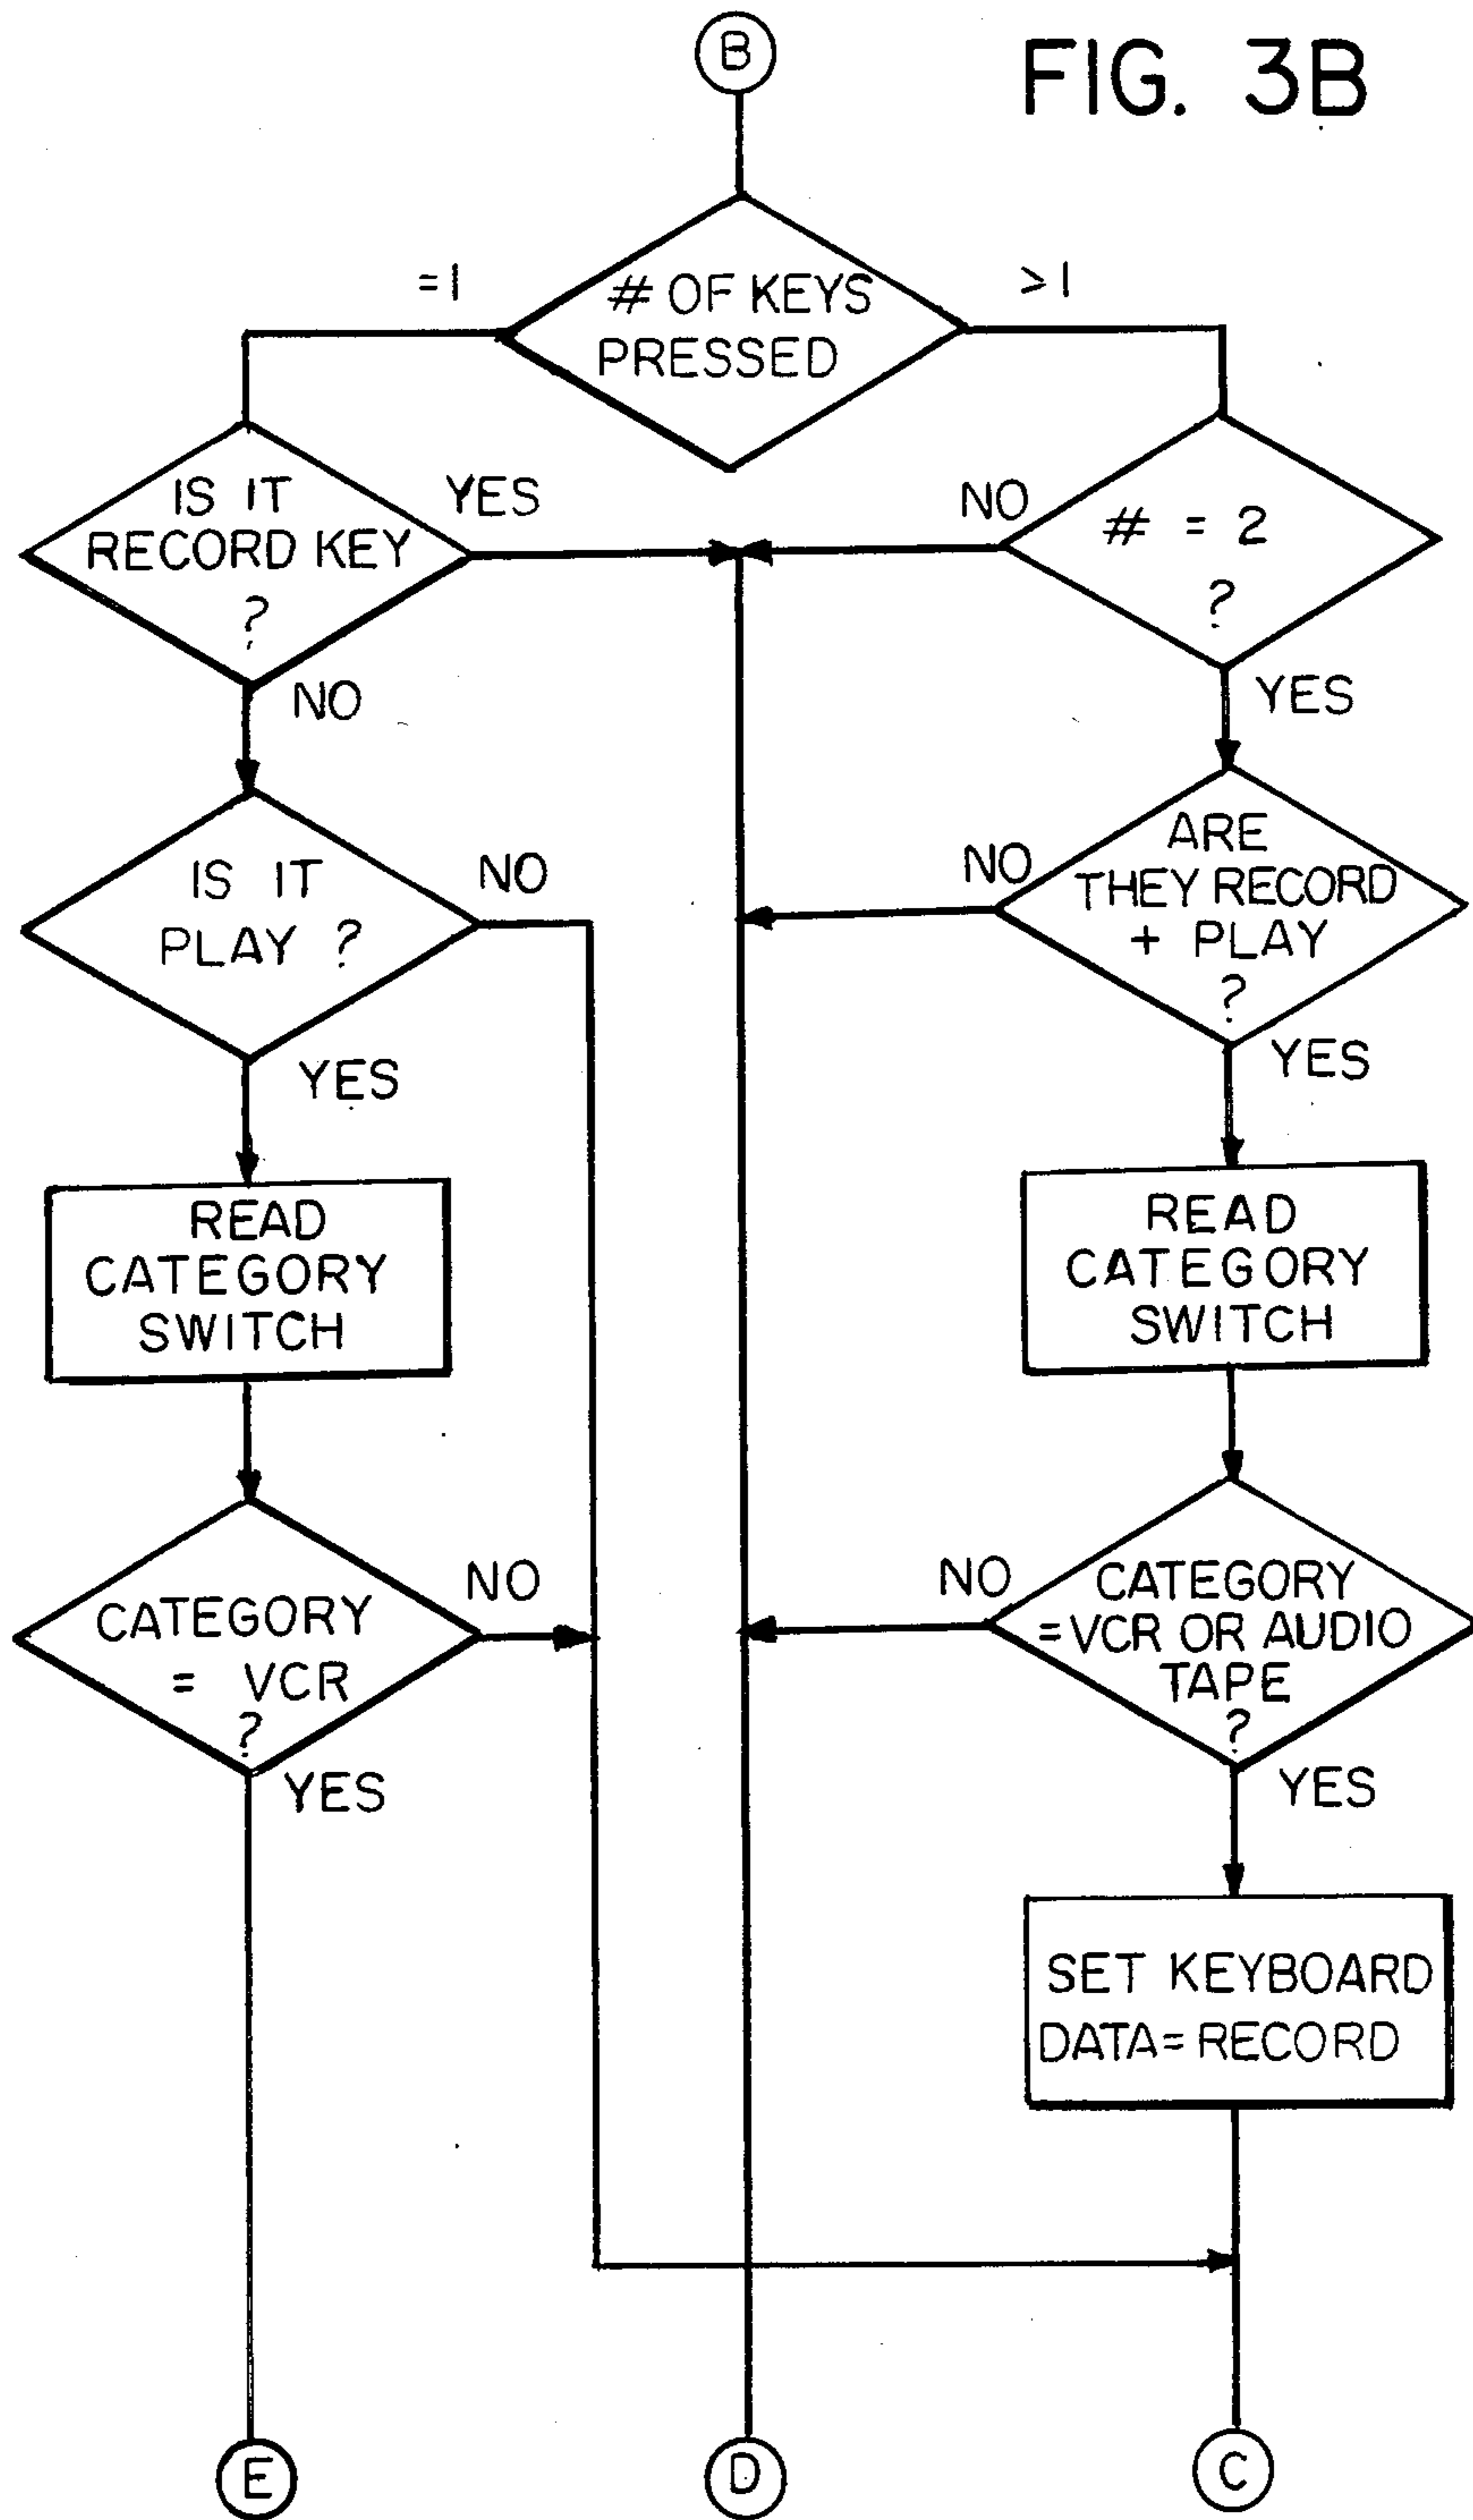 B
FIG. 3B
=1
# OF KEYS
PRESSED
>1
IS IT
RECORD KEY
?
YES
NO
NO
# = 2
?
YES
IS IT
PLAY ?
NO
YES
NO
ARE
THEY RECORD
+ PLAY
?
YES
READ
CATEGORY
SWITCH
READ
CATEGORY
SWITCH
CATEGORY
= VCR
?
NO
YES
NO
CATEGORY
=VCR OR AUDIO
TAPE
?
YES
SET KEYBOARD
DATA=RECORD
E
D
C